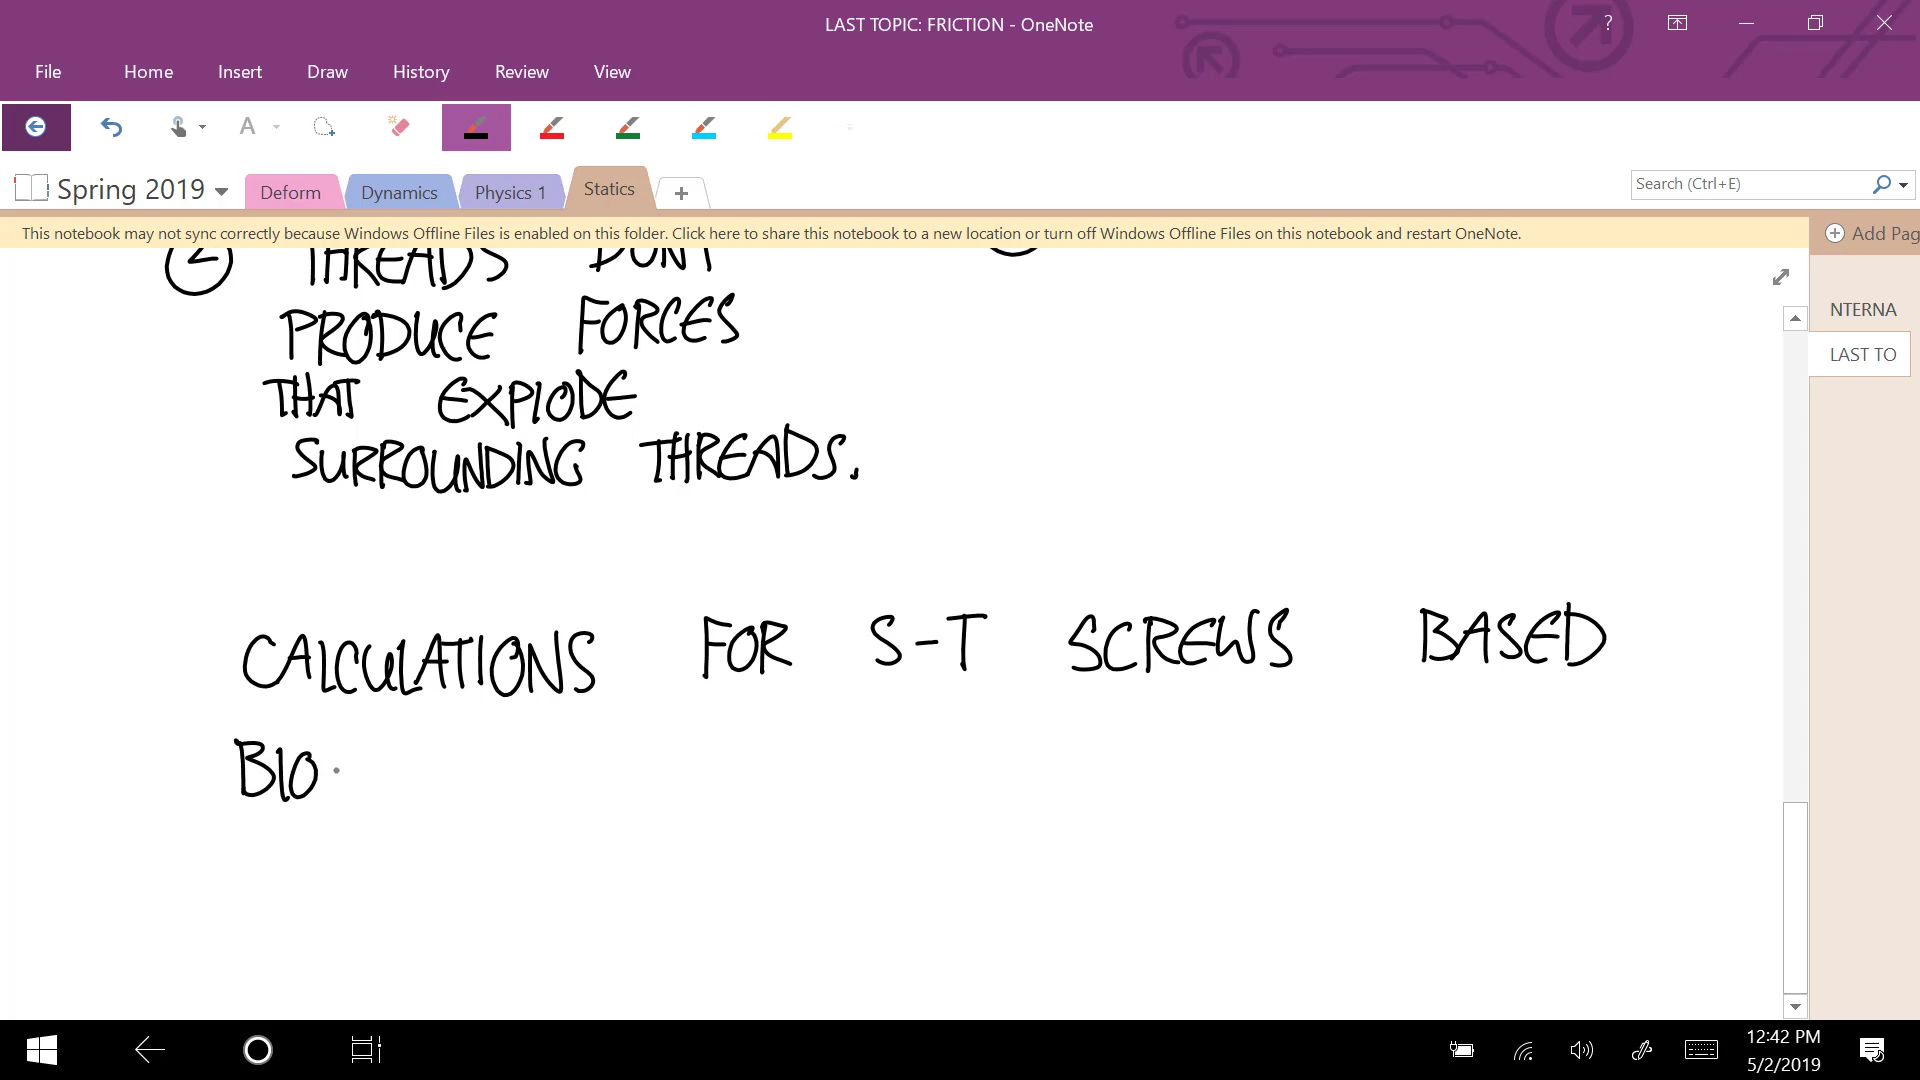 LAST TOPIC: FRICTION - OneNote
?
File Home Insert Draw History Review View
A
Spring 2019 Deform Dynamics Physics 1 Statics +
Search (Ctrl+E)
This notebook may not sync correctly because Windows Offline Files is enabled on this folder. Click here to share this notebook to a new location or turn off Windows Offline Files on this notebook and restart OneNote.
Add Pag
NTERNA
LAST TO
2 THREADS DON'T
PRODUCE FORCES
THAT EXPLODE
SURROUNDING THREADS.
CALCULATIONS FOR S-T SCREWS BASED
BLO
12:42 PM
5/2/2019